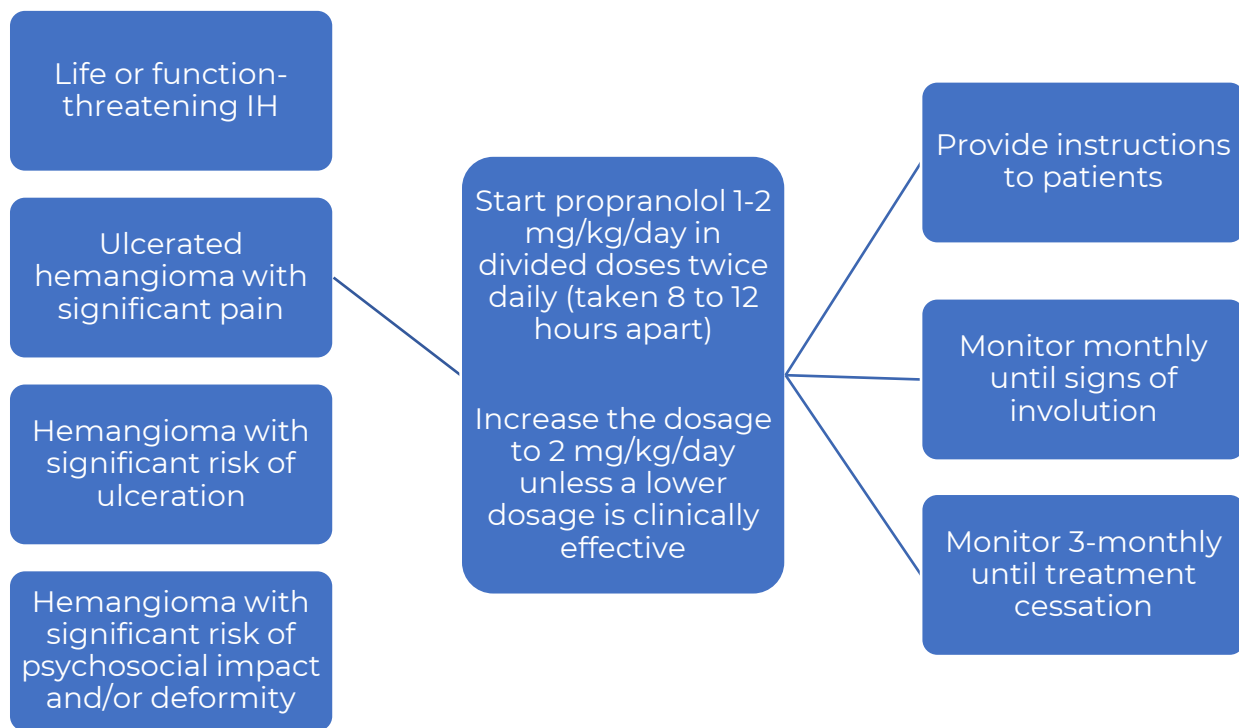 Life or function-
threatening IH
Ulcerated
hemangioma with
significant pain
Hemangioma with
significant risk of
ulceration
Hemangioma with
significant risk of
psychosocial impact
and/or deformity
Start propranolol 1-2
mg/kg/day in
divided doses twice
daily (taken 8 to 12
hours apart)
Increase the dosage
to 2 mg/kg/day
unless a lower
dosage is clinically
effective
Provide instructions
to patients
Monitor monthly
until signs of
involution
Monitor 3-monthly
until treatment
cessation